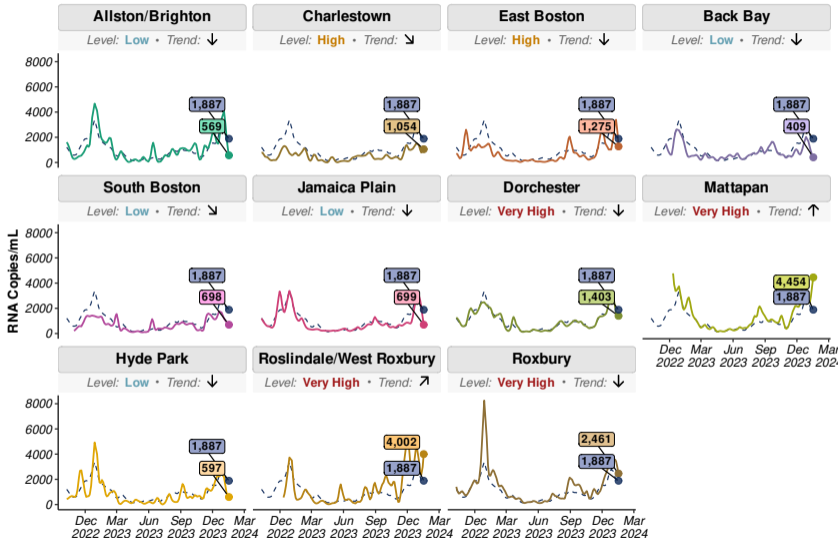 Allston/Brighton Charlestown East Boston Back Bay
Level: Low • Trend: ↓ Level: High • Trend: ↘ Level: High • Trend: ↓ Level: Low • Trend: ↓
8000
6000
4000
2000
0
1,887 1,887 1,887 1,887
569 1,054 1,275 409
South Boston Jamaica Plain Dorchester Mattapan
Level: Low • Trend: ↘ Level: Low • Trend: ↓ Level: Very High • Trend: ↓ Level: Very High • Trend: ↑
RNA Copies/mL
8000
6000
4000
2000
0
1,887 1,887 1,887 4,454
698 699 1,403 1,887
Dec Mar Jun Sep Dec Mar
2022 2023 2023 2023 2023 2024
Hyde Park Roslindale/West Roxbury Roxbury
Level: Low • Trend: ↓ Level: Very High • Trend: ↗ Level: Very High • Trend: ↓
8000
6000
4000
2000
0
1,887 4,002 2,461
597 1,887 1,887
Dec Mar Jun Sep Dec Mar Dec Mar Jun Sep Dec Mar Dec Mar Jun Sep Dec Mar
2022 2023 2023 2023 2023 2024 2022 2023 2023 2023 2023 2024 2022 2023 2023 2023 2023 2024